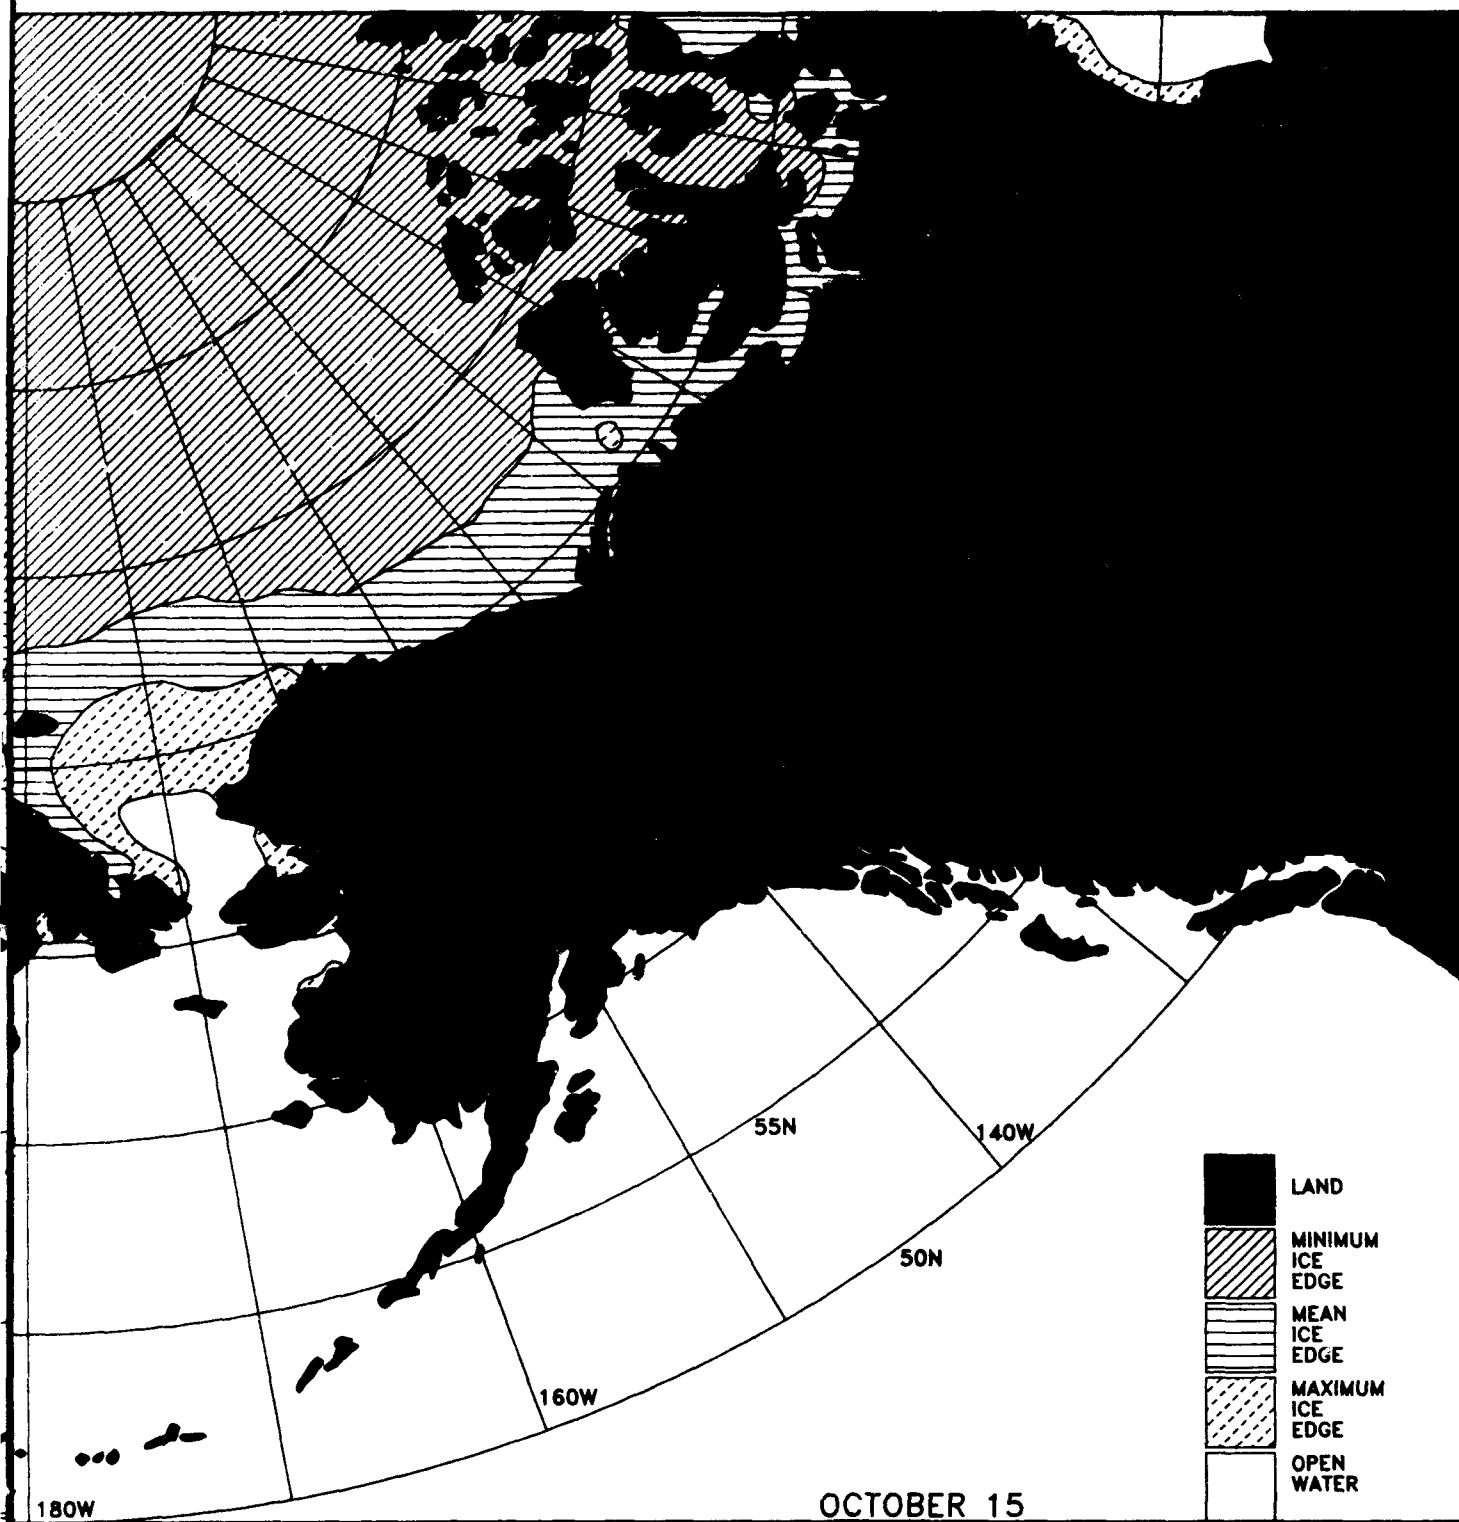 55N
140W
50N
160W
180W
OCTOBER 15
LAND
MINIMUM
ICE
EDGE
MEAN
ICE
EDGE
MAXIMUM
ICE
EDGE
OPEN
WATER